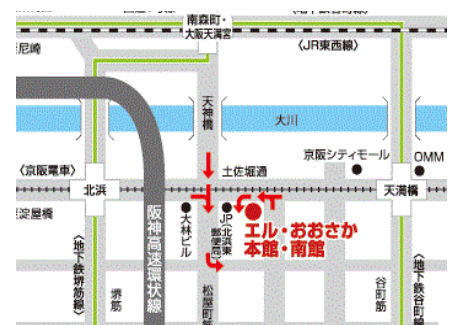 南森町・
大阪天満宮
尼崎
〈JR東西線〉
天神橋
大川
京阪シティモール
OMM
〈京阪電車〉
土佐堀通
北浜
天満橋
淀屋橋
大林ビル
JP
北浜東
郵便局
エル・おおさか
本館・南館
阪神高速環状線
〈地下鉄堺筋線〉
堺筋
松屋町筋
谷町筋
〈地下鉄谷町線〉